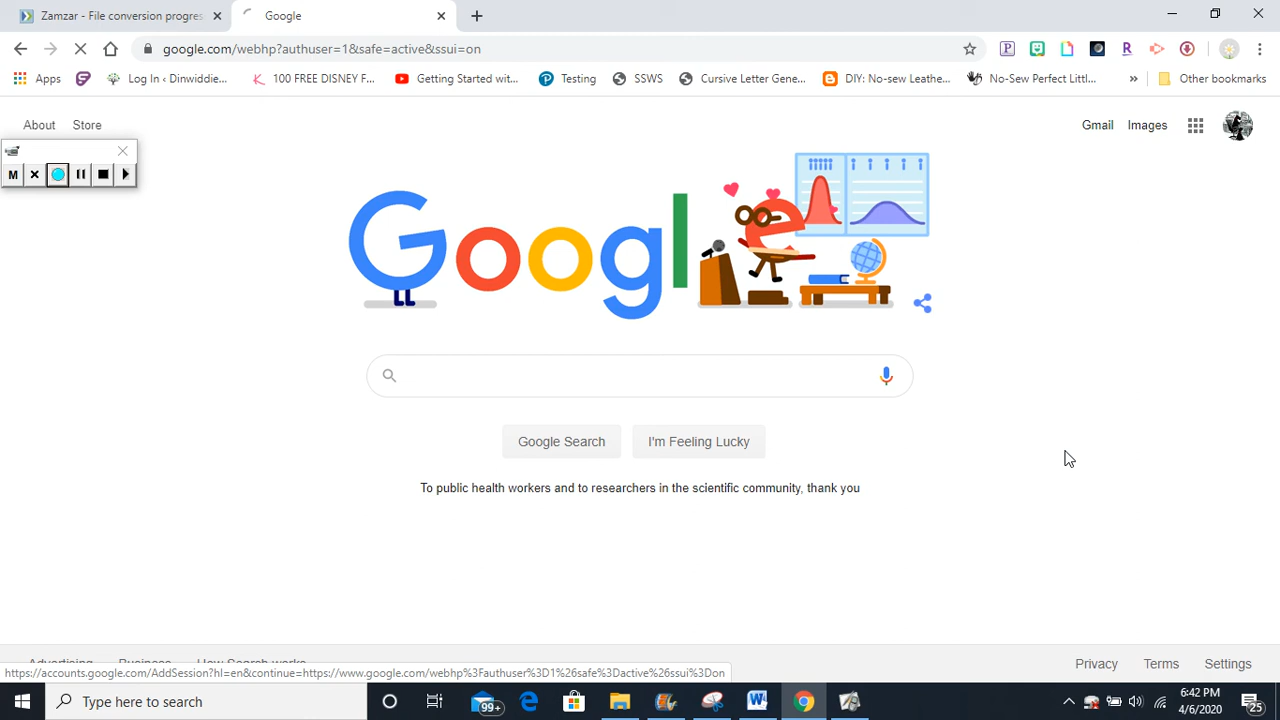 Zamzar - File conversion progres
Google
google.com/webhp?authuser=1&safe=active&ssui=on
Apps
Log In ‹ Dinwiddie...
100 FREE DISNEY F...
Getting Started wit...
Testing
SSWS
Cursive Letter Gene...
DIY: No-sew Leathe...
No-Sew Perfect Littl...
»
Other bookmarks
About Store
Gmail Images
M
Googl
Google Search
I'm Feeling Lucky
To public health workers and to researchers in the scientific community, thank you
Privacy Terms Settings
https://accounts.google.com/AddSession?hl=en&continue=https://www.google.com/webhp%3Fauthuser%3D1%26safe%3Dactive%26ssui%3Don
Type here to search
99+
6:42 PM
4/6/2020
25